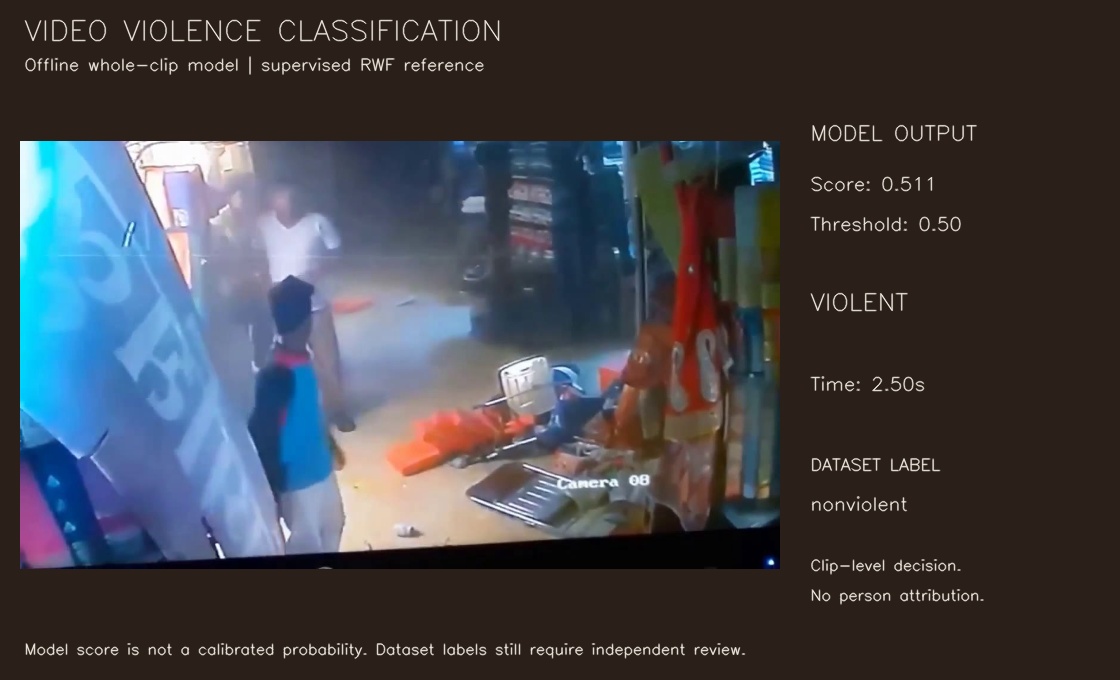 VIDEO VIOLENCE CLASSIFICATION
Offline whole-clip model | supervised RWF reference
MODEL OUTPUT
Score: 0.511
Threshold: 0.50
VIOLENT
Time: 2.50s
DATASET LABEL
nonviolent
Clip-level decision.
No person attribution.
Camera 08
Model score is not a calibrated probability. Dataset labels still require independent review.